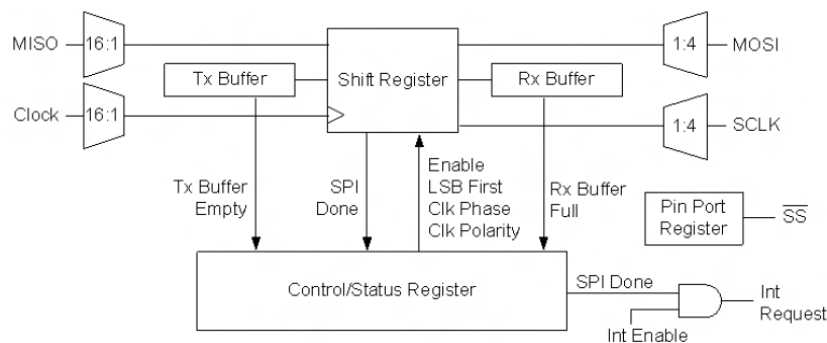 MISO
16:1
1:4
MOSI
Tx Buffer
Shift Register
Rx Buffer
Clock
16:1
1:4
SCLK
Tx Buffer
Empty
SPI
Done
Enable
LSB First
Clk Phase
Clk Polarity
Rx Buffer
Full
Pin Port
Register
SS
Control/Status Register
SPI Done
Int
Request
Int Enable